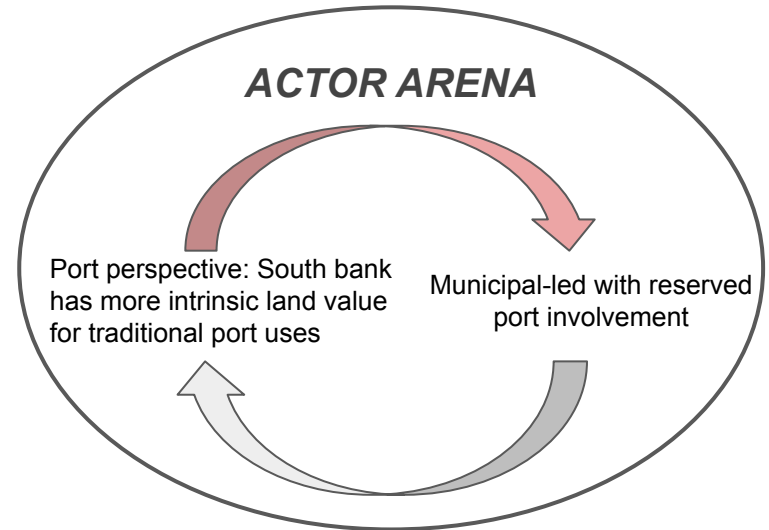 ACTOR ARENA
Port perspective: South bank
has more intrinsic land value
for traditional port uses
Municipal-led with reserved
port involvement